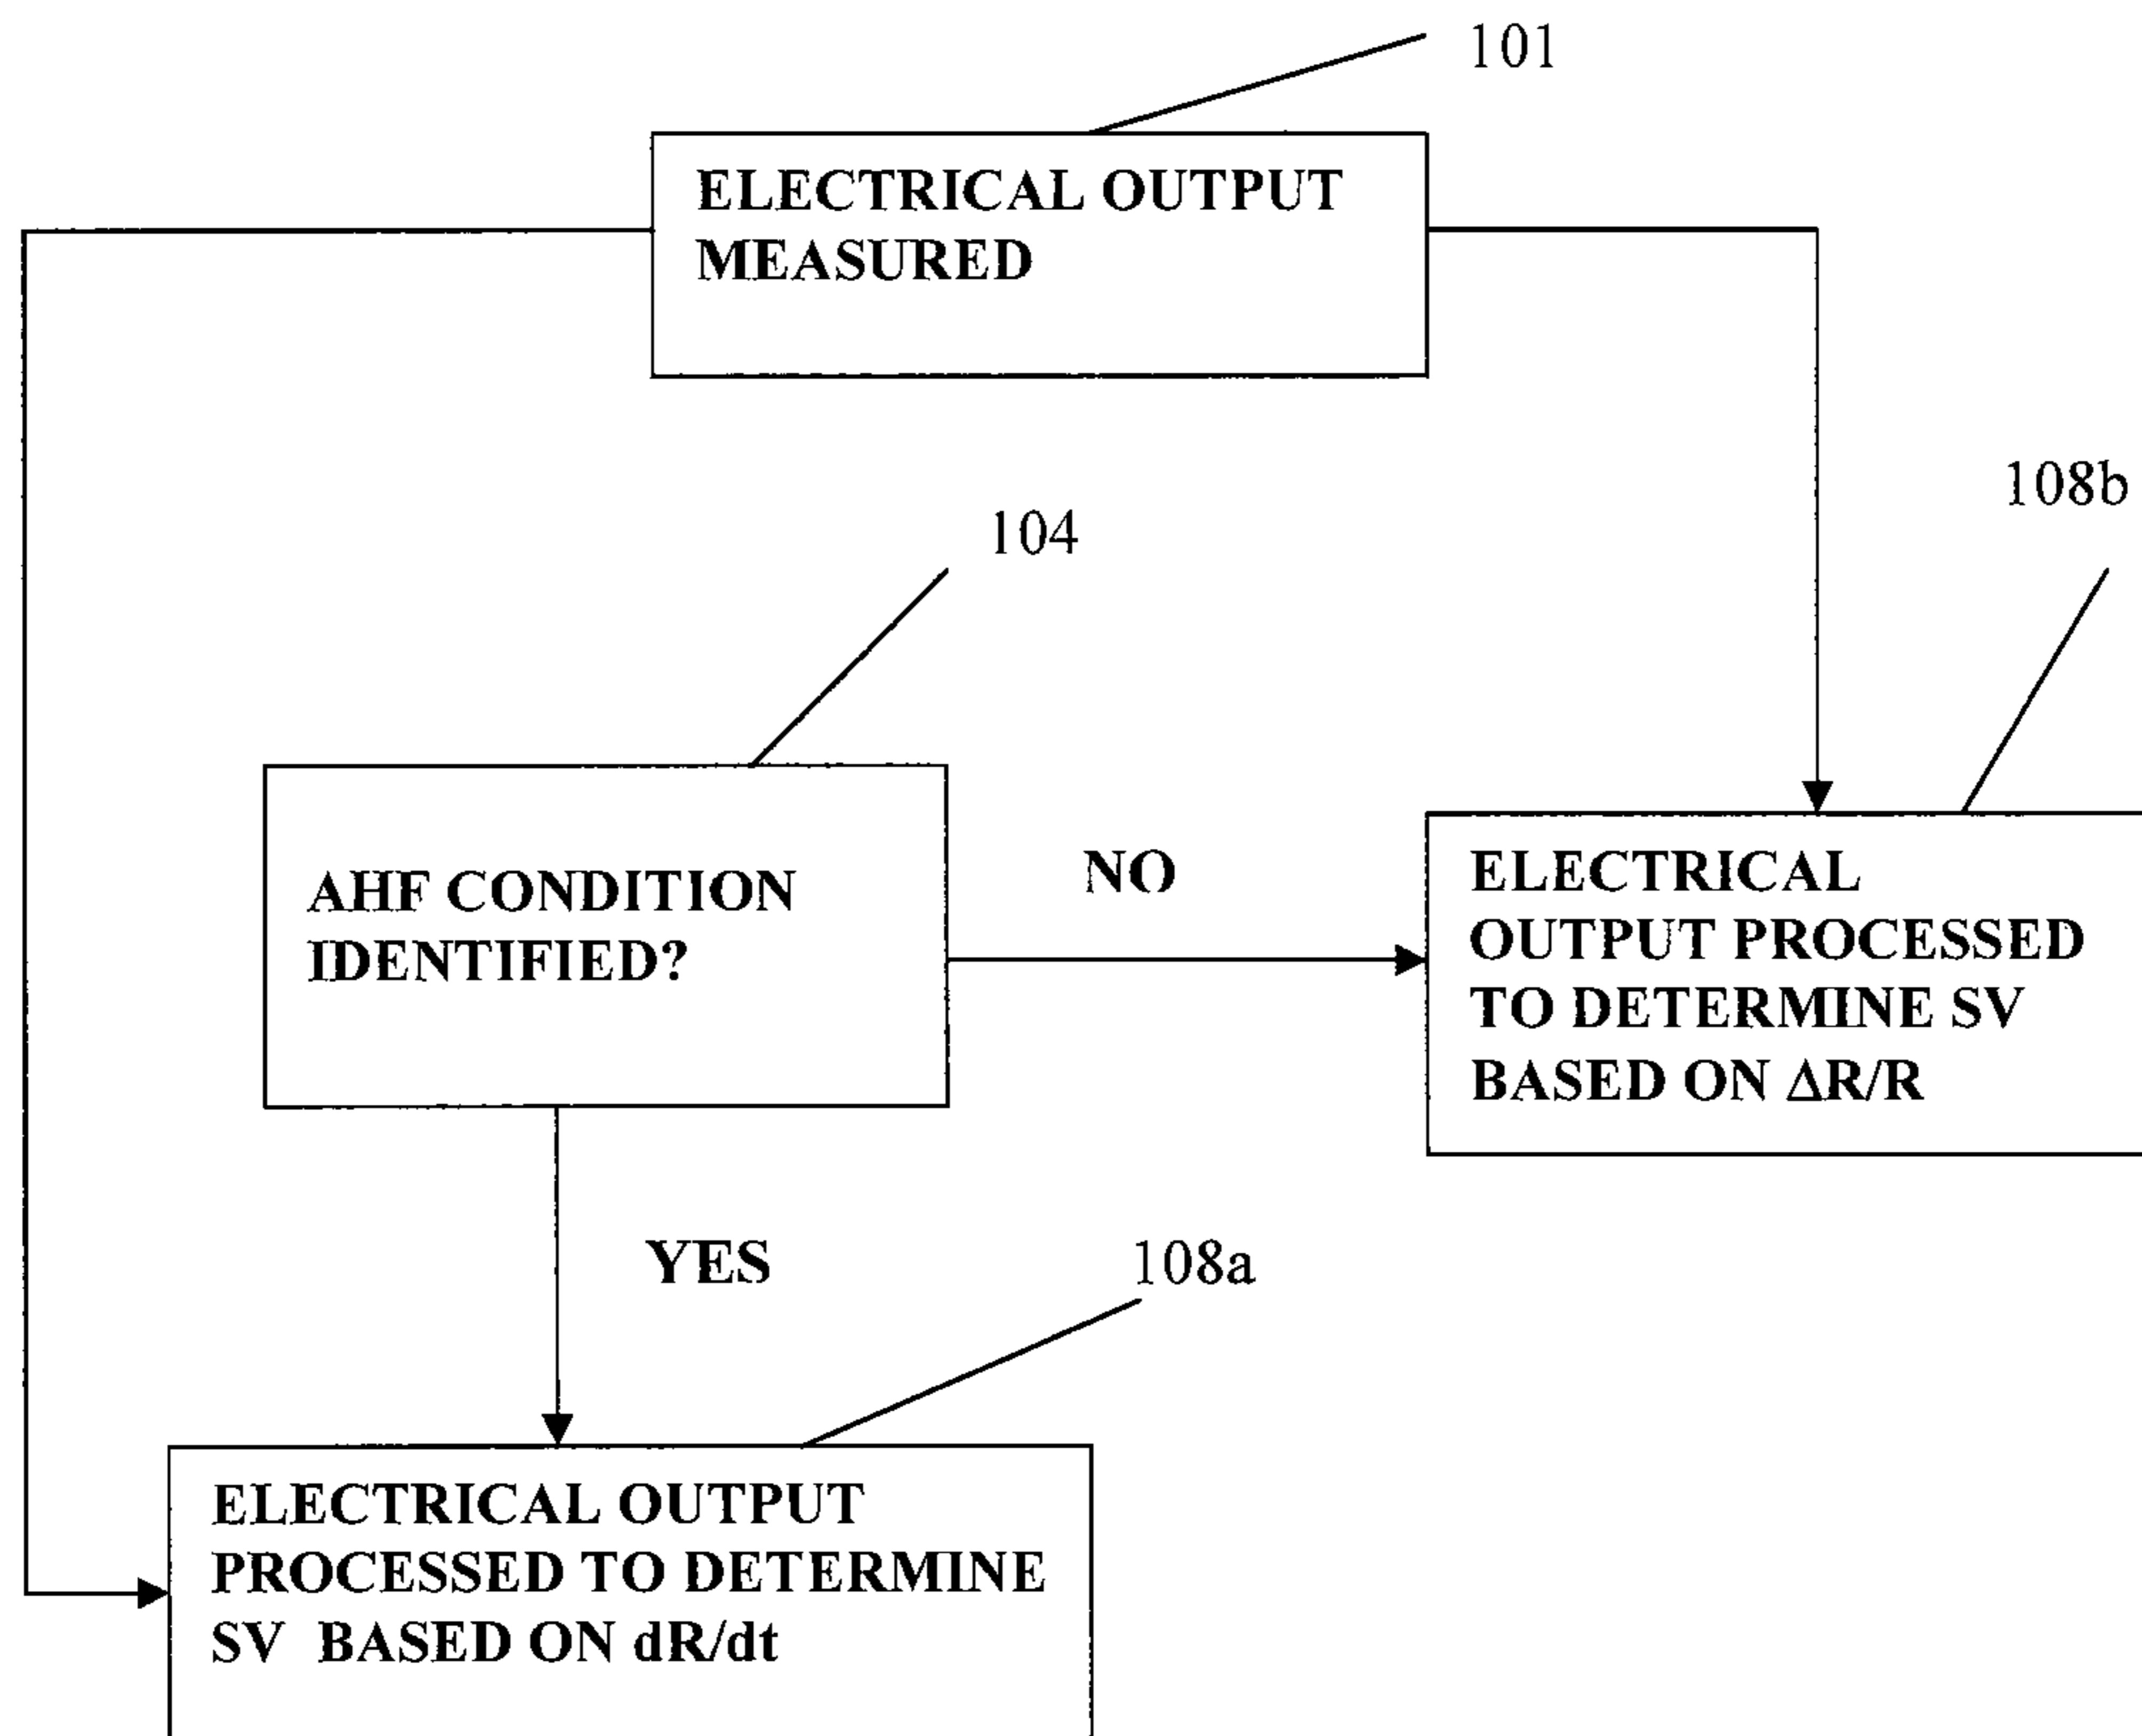 101
ELECTRICAL OUTPUT
MEASURED
108b
104
AHF CONDITION
IDENTIFIED?
NO
ELECTRICAL
OUTPUT PROCESSED
TO DETERMINE SV
BASED ON ΔR/R
YES
108a
ELECTRICAL OUTPUT
PROCESSED TO DETERMINE
SV BASED ON dR/dt